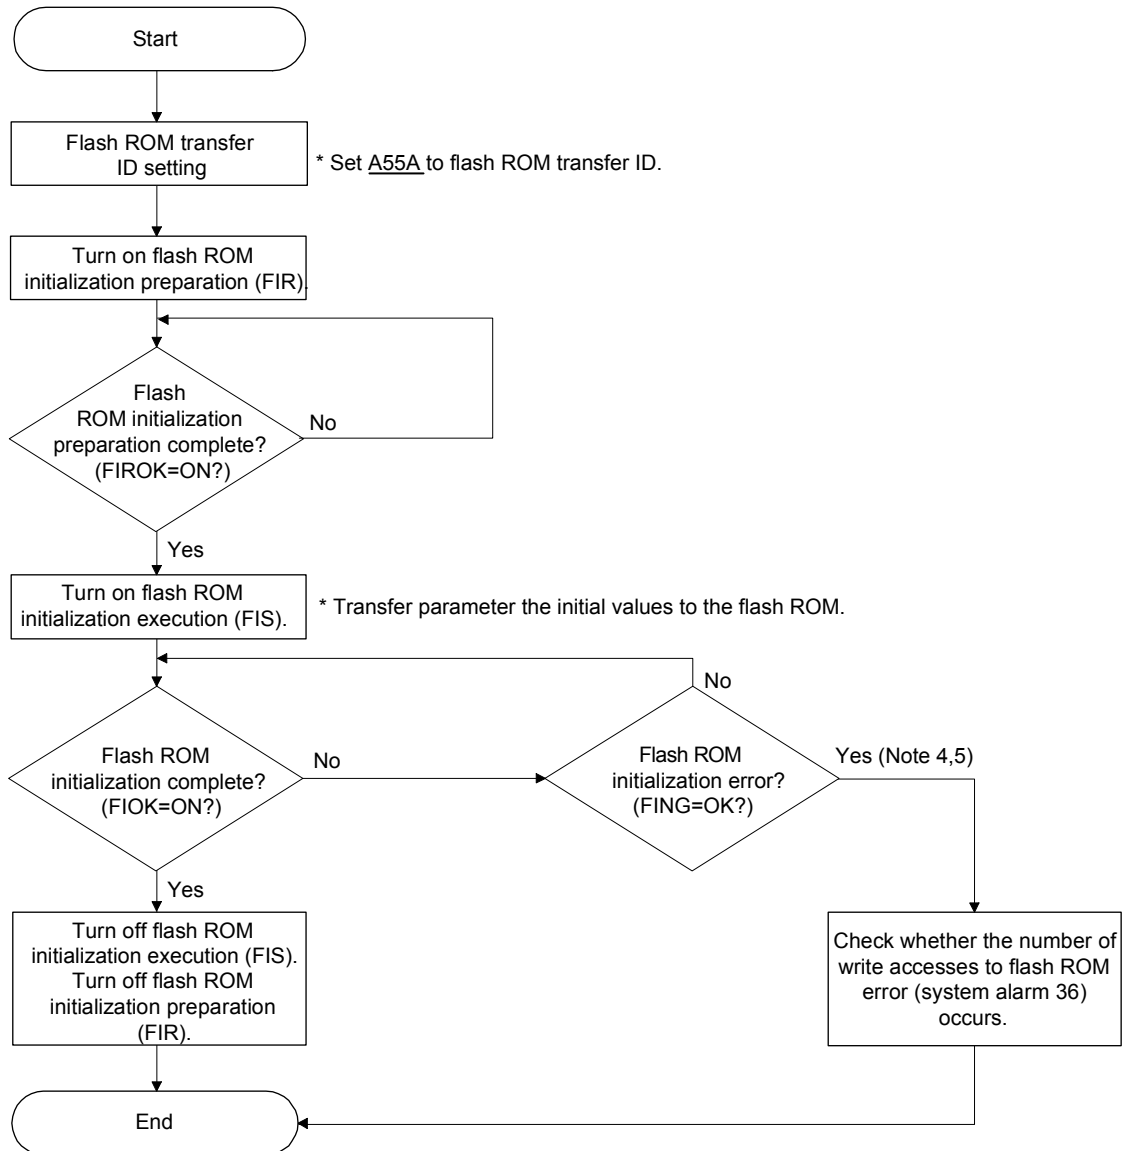 Start
Flash ROM transfer
ID setting
* Set A55A to flash ROM transfer ID.
Turn on flash ROM
initialization preparation (FIR).
Flash
ROM initialization
preparation complete?
(FIROK=ON?)
No
Yes
Turn on flash ROM
initialization execution (FIS).
* Transfer parameter the initial values to the flash ROM.
Flash ROM
initialization complete?
(FIOK=ON?)
No
Flash ROM
initialization error?
(FING=OK?)
No
Yes (Note 4,5)
Yes
Turn off flash ROM
initialization execution (FIS).
Turn off flash ROM
initialization preparation
(FIR).
Check whether the number of
write accesses to flash ROM
error (system alarm 36)
occurs.
End